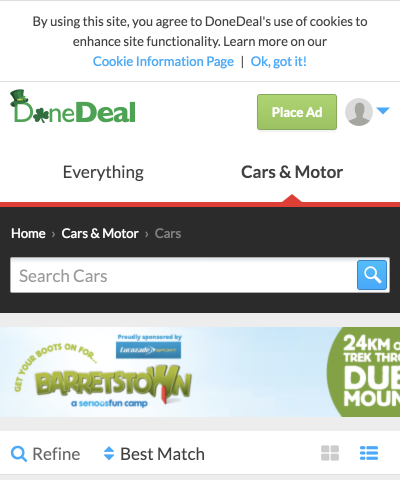 By using this site, you agree to DoneDeal's use of cookies to
enhance site functionality. Learn more on our
Cookie Information Page | Ok, got it!
DoneDeal
Place Ad
Everything
Cars & Motor
Home › Cars & Motor › Cars
Search Cars
Proudly sponsored by
Lucozade Sport
GET YOUR BOOTS ON FOR...
BARRETSTOWN
a seriousfun camp
24KM
TREK THR
DUB
MOUN
Refine
Best Match